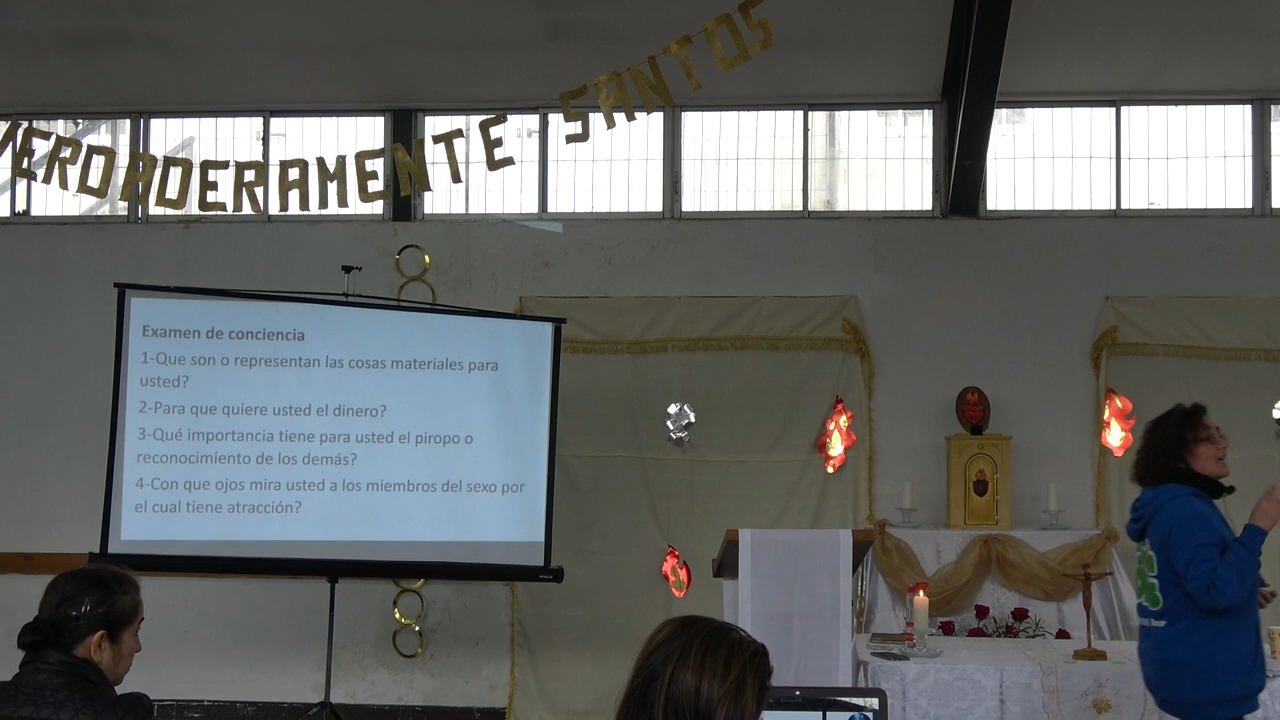 VERDADERAMENTE SANTOS
Examen de conciencia
1-Que son o representan las cosas materiales para
usted?
2-Para que quiere usted el dinero?
3-Qué importancia tiene para usted el piropo o
reconocimiento de los demás?
4-Con que ojos mira usted a los miembros del sexo por
el cual tiene atracción?